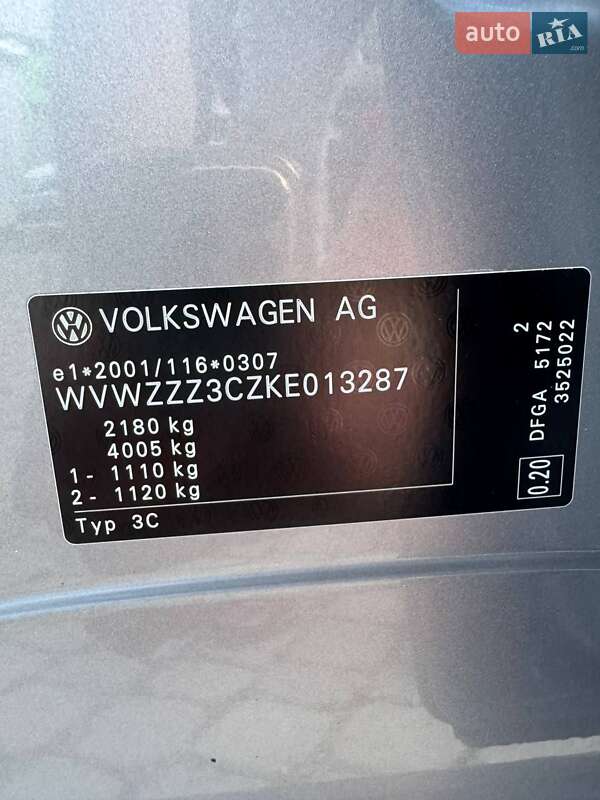 auto RIA .com
VOLKSWAGEN AG
e1*2001/116*0307
WVWZZZ3CZKE013287
2180 kg
4005 kg
1- 1110 kg
2- 1120 kg
Typ 3C
0.20
DFGA 5172 2
3525022